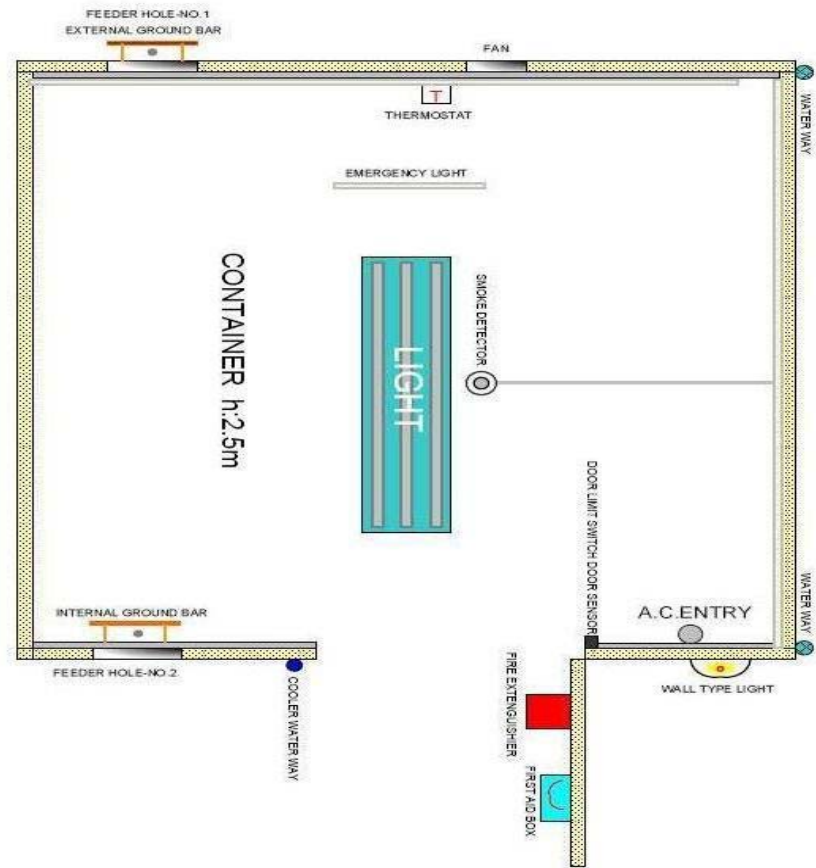 FEEDER HOLE-NO.1
EXTERNAL GROUND BAR
FAN
WATER WAY
T
THERMOSTAT
EMERGENCY LIGHT
CONTAINER h:2.5m
LIGHT
SMOKE DETECTOR
DOOR LIMIT SWITCH DOOR SENSOR
WATER WAY
INTERNAL GROUND BAR
A.C.ENTRY
FEEDER HOLE-NO.2
COOLER WATER WAY
FIRE EXTENGUISHIER
WALL TYPE LIGHT
FIRST AID BOX